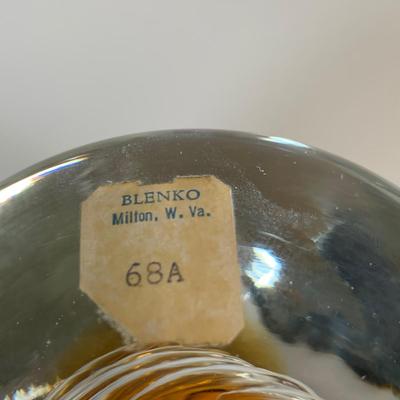 BLENKO
Milton, W. Va.
68A